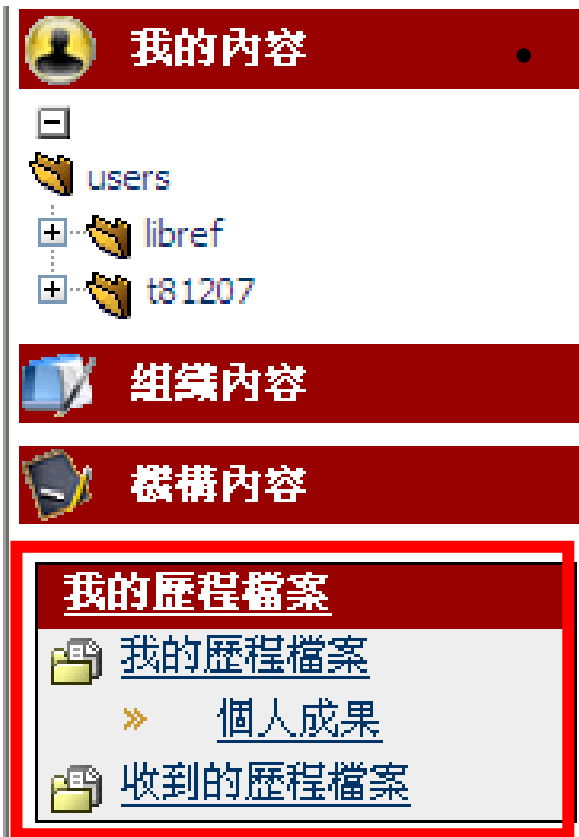 我的內容
users
libref
t81207
組織內容
機構內容
我的歷程檔案
我的歷程檔案
» 個人成果
收到的歷程檔案